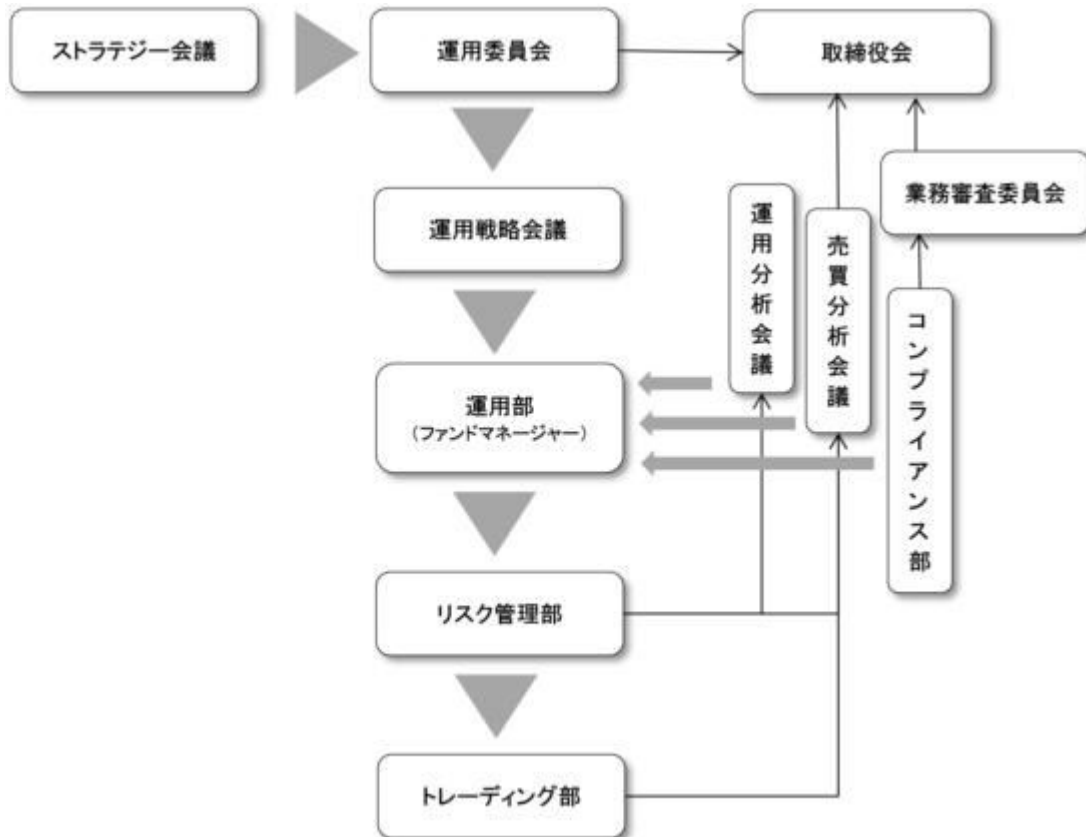 ストラテジー会議
運用委員会
取締役会
業務審査委員会
運用戦略会議
運用分析会議
売買分析会議
コンプライアンス部
運用部
（ファンドマネージャー）
リスク管理部
トレーディング部